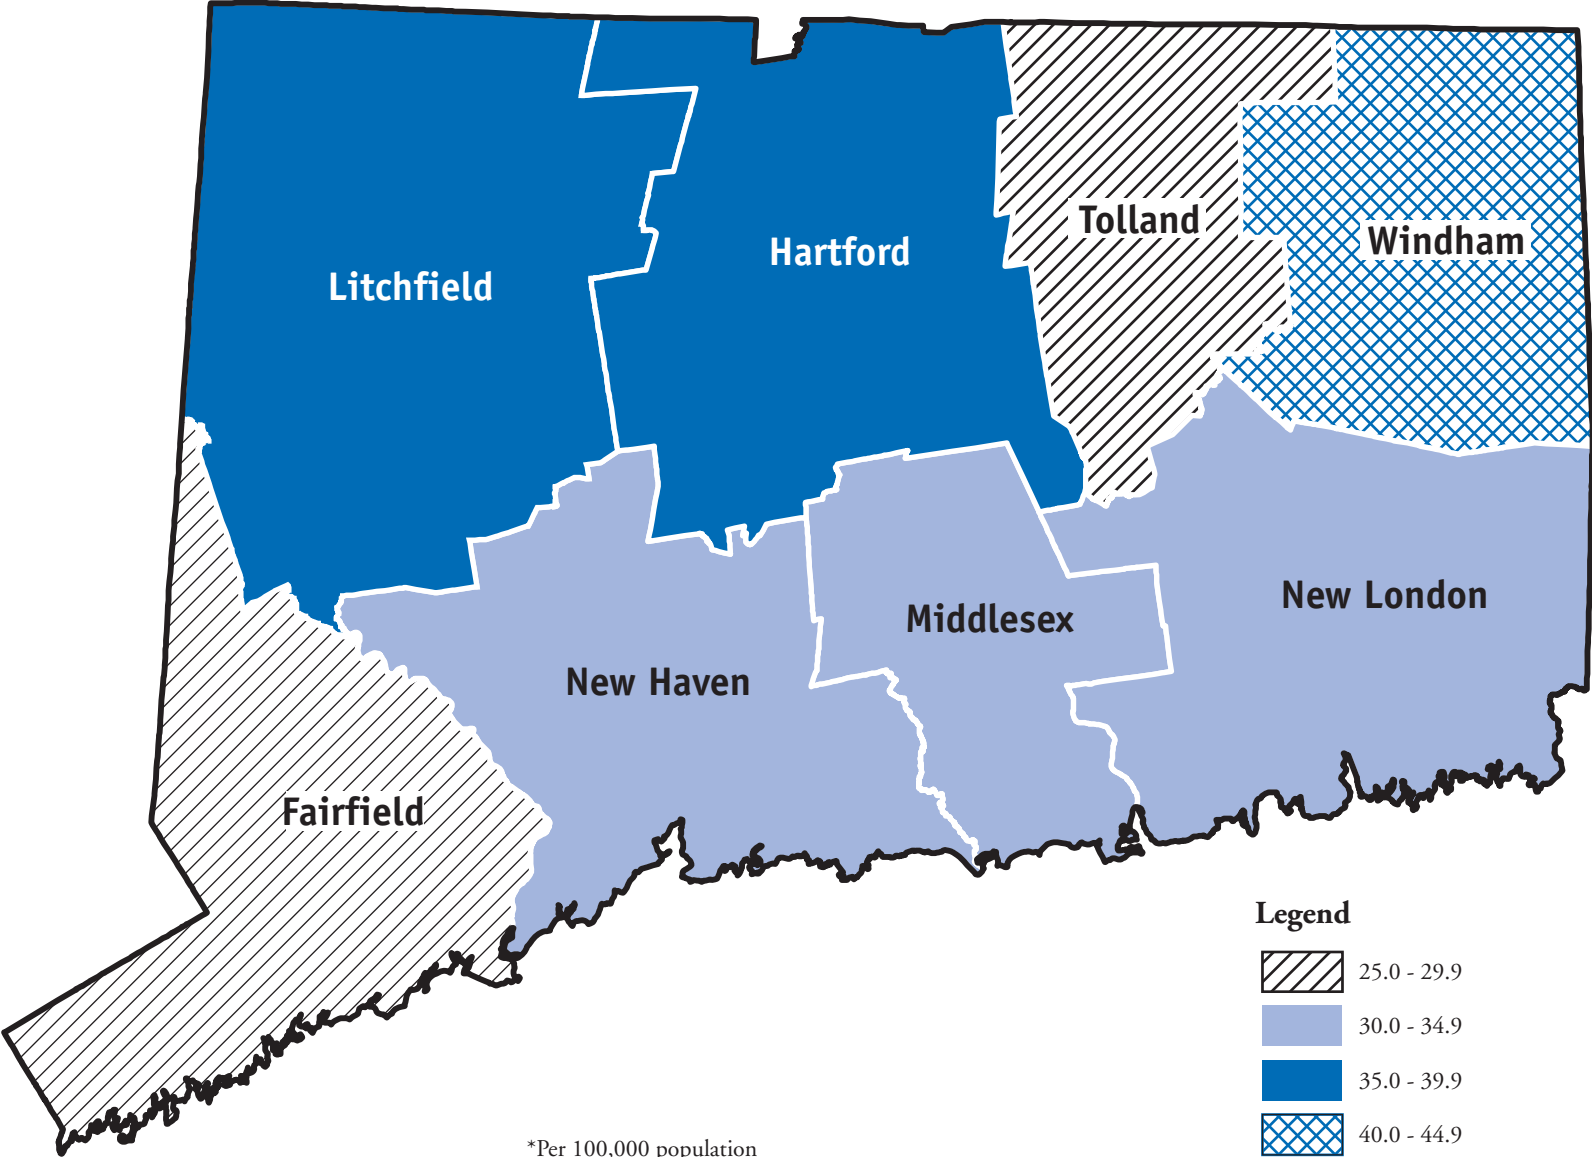 Tolland
Windham
Hartford
Litchfield
New London
Middlesex
New Haven
Fairfield
Legend
25.0 - 29.9
30.0 - 34.9
35.0 - 39.9
40.0 - 44.9
*Per 100,000 population